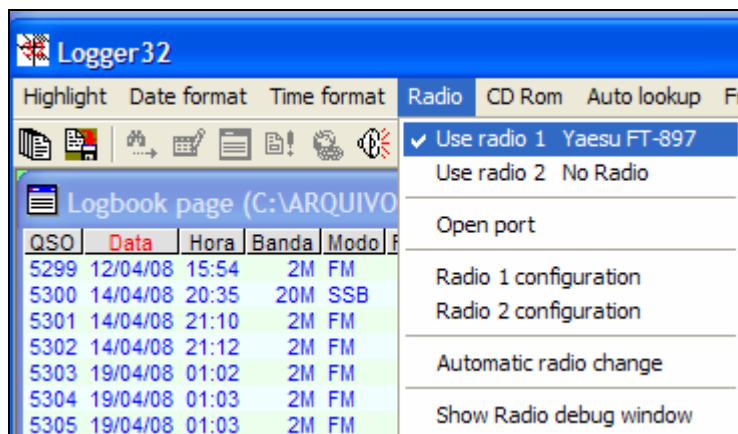 Logger32
Highlight Date format Time format Radio CD Rom Auto lookup
Use radio 1 Yaesu FT-897
Use radio 2 No Radio
Open port
Radio 1 configuration
Radio 2 configuration
Automatic radio change
Show Radio debug window
Logbook page (C:\ARQUIVO
QSO Data Hora Banda Modo
5299 12/04/08 15:54 2M FM
5300 14/04/08 20:35 20M SSB
5301 14/04/08 21:10 2M FM
5302 14/04/08 21:12 2M FM
5303 19/04/08 01:02 2M FM
5304 19/04/08 01:03 2M FM
5305 19/04/08 01:03 2M FM